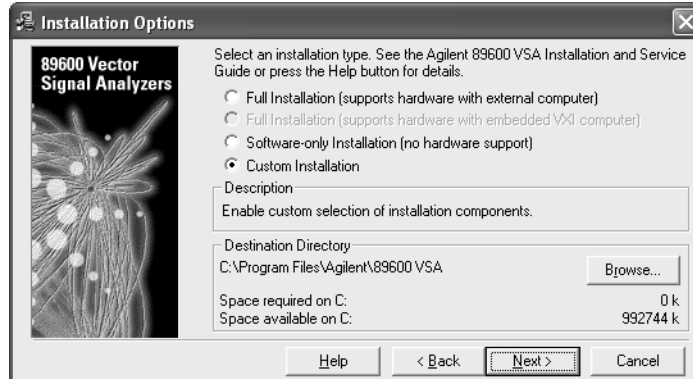 Installation Options
89600 Vector
Signal Analyzers
Select an installation type. See the Agilent 89600 VSA Installation and Service
Guide or press the Help button for details.
Full Installation (supports hardware with external computer)
Full Installation (supports hardware with embedded VXI computer)
Software-only Installation (no hardware support)
Custom Installation
Description
Enable custom selection of installation components.
Destination Directory
C:\Program Files\Agilent\89600 VSA
Browse...
Space required on C: 0 k
Space available on C: 992744 k
Help < Back Next > Cancel